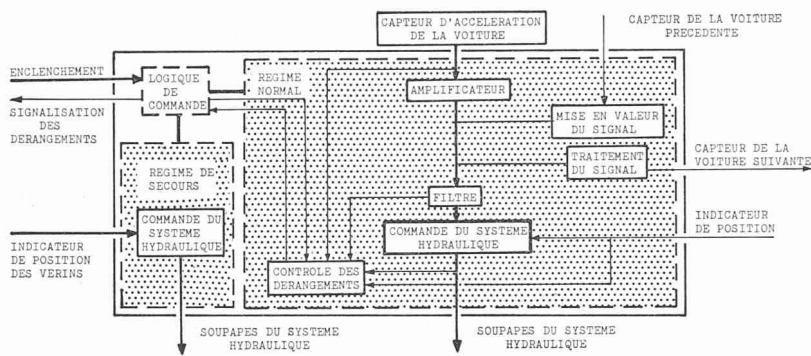 CAPTEUR D'ACCELERATION
DE LA VOITURE
CAPTEUR DE LA VOITURE
PRECEDENTE
ENCLENCHEMENT
LOGIQUE
DE
COMMANDE
REGIME
NORMAL
AMPLIFICATEUR
SIGNALISATION
DES
DERANGEMENTS
MISE EN VALEUR
DU SIGNAL
TRAITEMENT
DU SIGNAL
CAPTEUR DE LA
VOITURE SUIVANTE
REGIME DE
SECOURS
FILTRE
COMMANDE DU
SYSTEME
HYDRAULIQUE
COMMANDE DU SYSTEME
HYDRAULIQUE
INDICATEUR
DE POSITION
INDICATEUR
DE POSITION
DES VERINS
CONTROLE DES
DERANGEMENTS
SOUPAPES DU SYSTEME
HYDRAULIQUE
SOUPAPES DU SYSTEME
HYDRAULIQUE